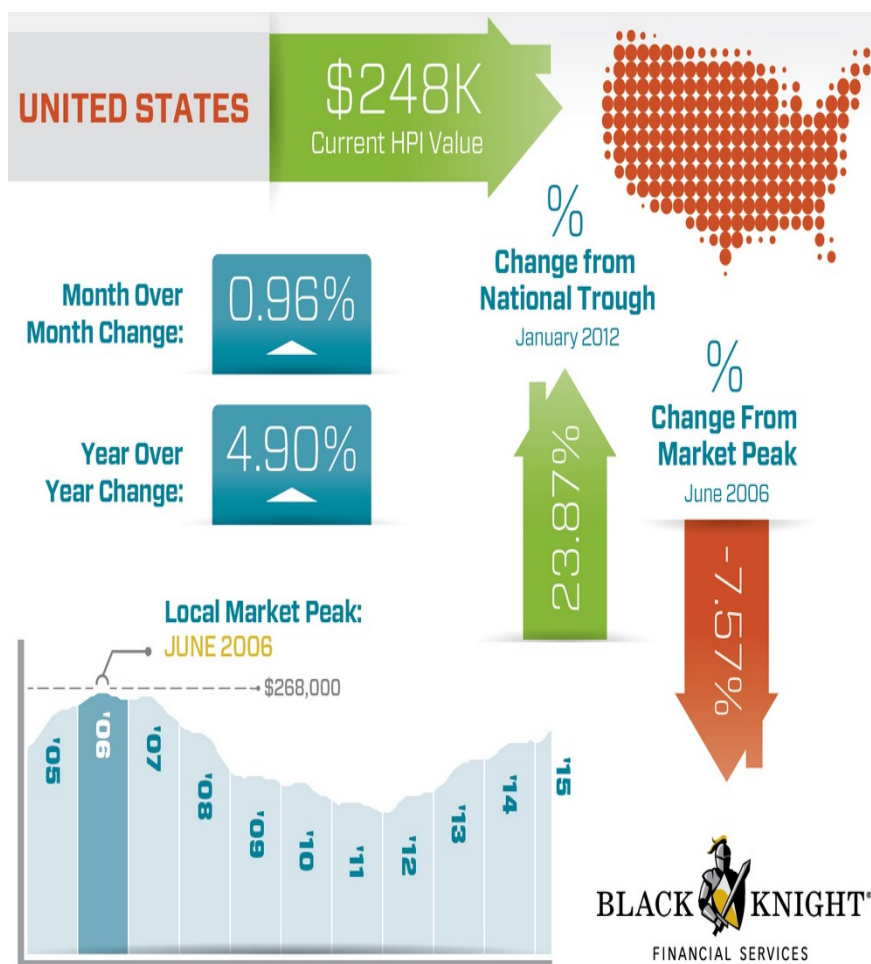 UNITED STATES
$248K
Current HPI Value
%
Change from
National Trough
January 2012
Month Over
Month Change:
0.96%
%
Change From
Market Peak
June 2006
Year Over
Year Change:
4.90%
23.87%
-7.57%
Local Market Peak:
JUNE 2006
$268,000
'05
'06
'07
'08
'09
'10
'11
'12
'13
'14
'15
BLACK KNIGHT®
FINANCIAL SERVICES